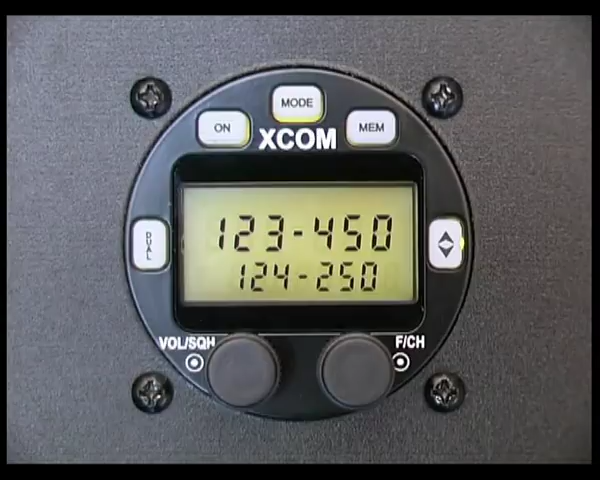 MODE
ON
MEM
XCOM
DUAL
123-450
124-250
VOL/SQH
F/CH